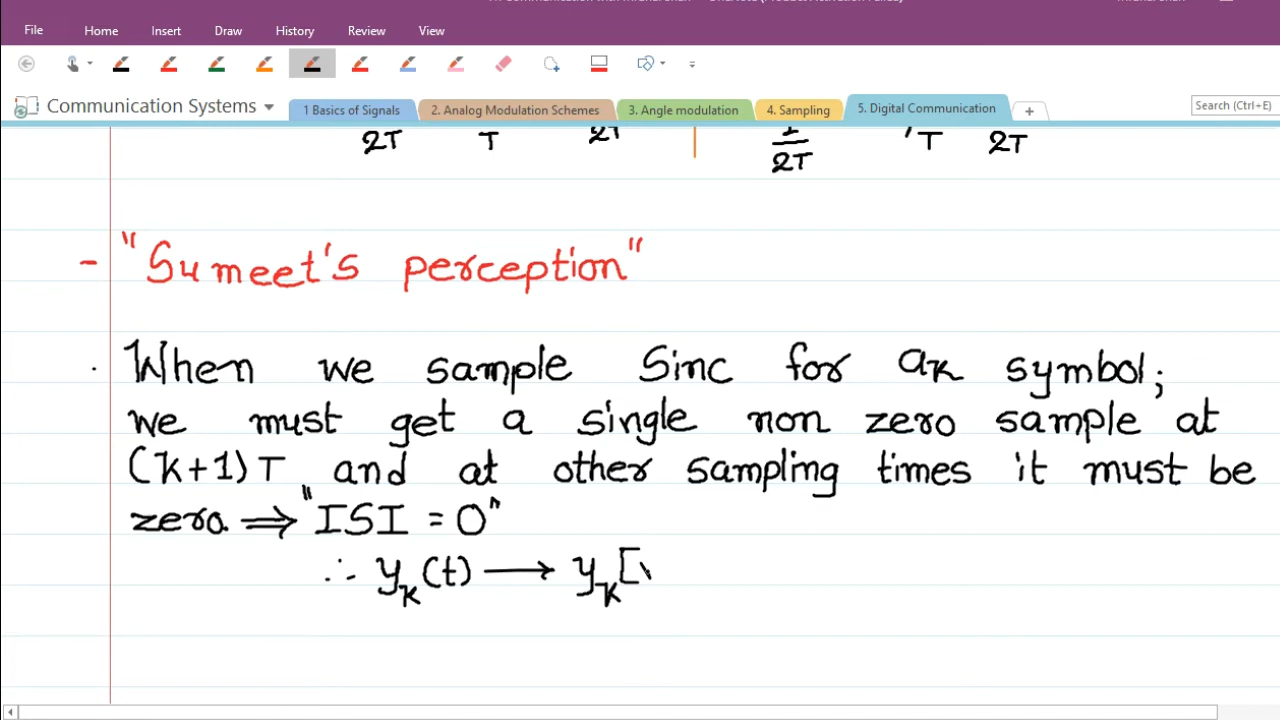 File Home Insert Draw History Review View
Communication Systems 1 Basics of Signals 2. Analog Modulation Schemes 3. Angle modulation 4. Sampling 5. Digital Communication + Search (Ctrl+E)
2T T 2T 1/2T 1/T 2T
- "Sumeet's perception"
. When we sample Sinc for aₖ symbol;
we must get a single non zero sample at
(k+1)T and at other sampling times it must be
zero ⇒ "ISI = 0"
∴ yₖ(t) → yₖ[